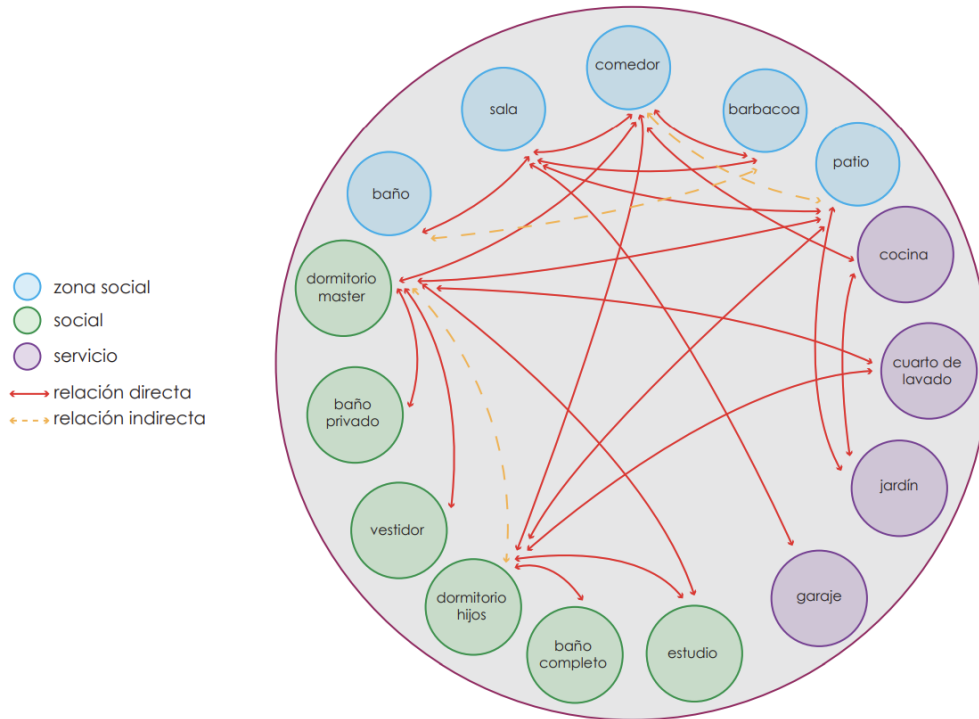 comedor
sala
barbacoa
patio
baño
cocina
dormitorio
master
zona social
social
servicio
cuarto de
lavado
relación directa
baño
privado
relación indirecta
jardín
vestidor
dormitorio
hijos
garaje
baño
completo
estudio